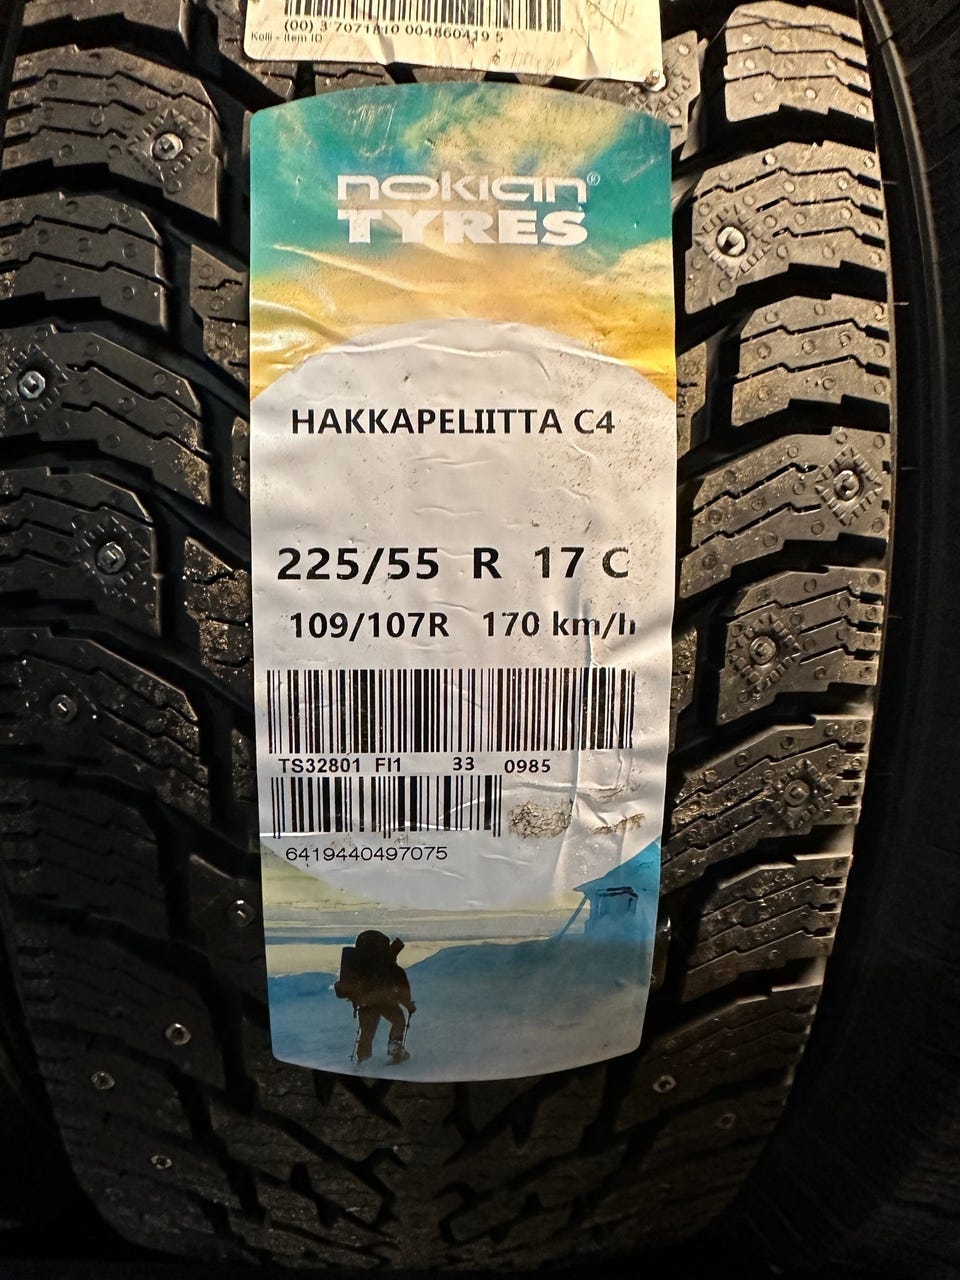 (00) 3 7071810 004860419 5
Kolli - Item ID
nokian®
TYRES
HAKKAPELIITTA C4
225/55 R 17 C
109/107R 170 km/h
TS32801 FI1 33 0985
6419440497075